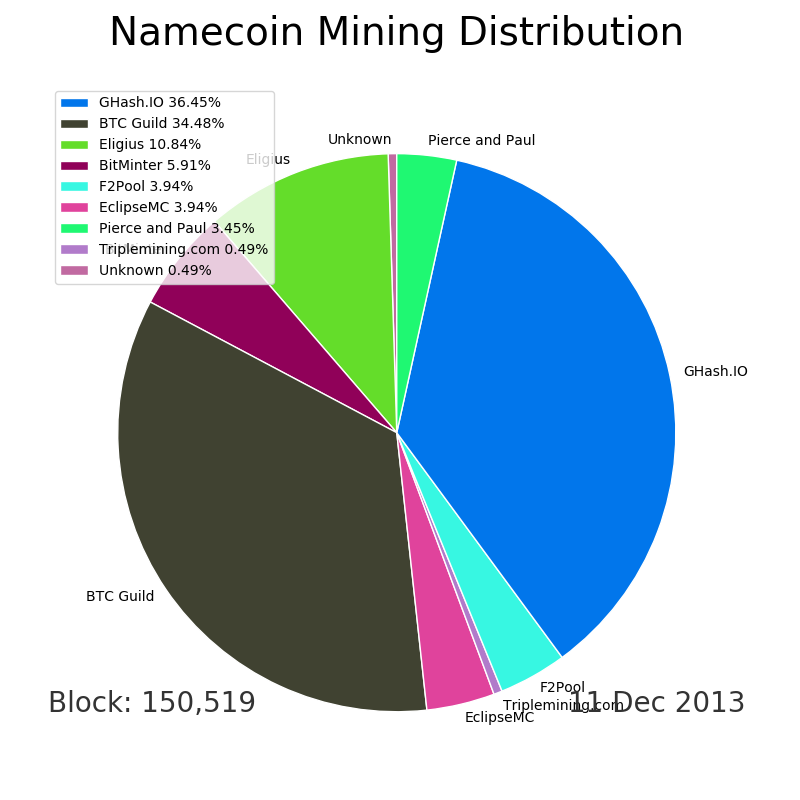 Namecoin Mining Distribution
GHash.IO 36.45%
BTC Guild 34.48%
Eligius 10.84%
BitMinter 5.91%
F2Pool 3.94%
EclipseMC 3.94%
Pierce and Paul 3.45%
Triplemining.com 0.49%
Unknown 0.49%
Eligius
Unknown
Pierce and Paul
GHash.IO
BTC Guild
F2Pool
Triplemining.com
EclipseMC
Block: 150,519
11 Dec 2013